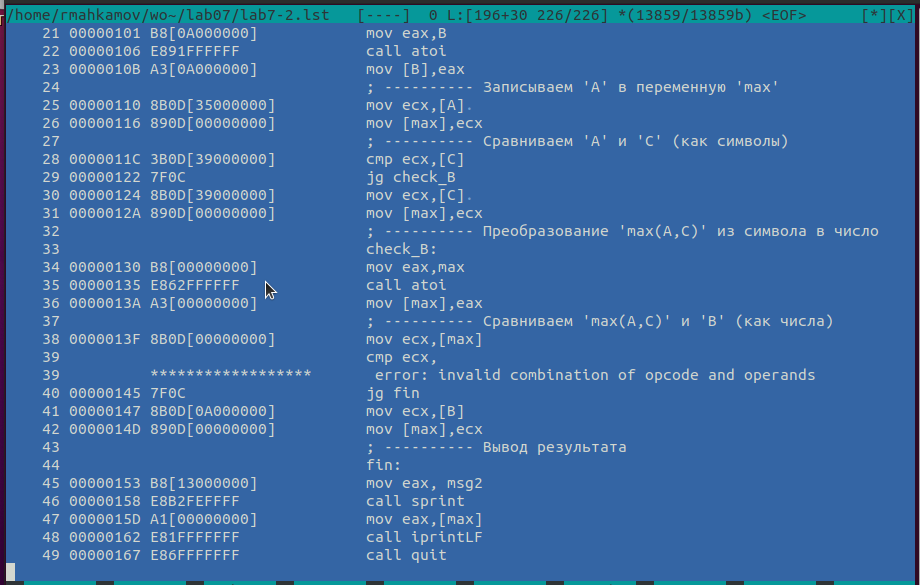 /home/rmahkamov/wo~/lab07/lab7-2.lst [----] 0 L:[196+30 226/226] *(13859/13859b) <EOF> [*][X]
21 00000101 B8[0A000000] mov eax,B
22 00000106 E891FFFFFF call atoi
23 0000010B A3[0A000000] mov [B],eax
24 ; ---------- Записываем 'A' в переменную 'max'
25 00000110 8B0D[35000000] mov ecx,[A].
26 00000116 890D[00000000] mov [max],ecx
27 ; ---------- Сравниваем 'A' и 'С' (как символы)
28 0000011C 3B0D[39000000] cmp ecx,[C]
29 00000122 7F0C jg check_B
30 00000124 8B0D[39000000] mov ecx,[C].
31 0000012A 890D[00000000] mov [max],ecx
32 ; ---------- Преобразование 'max(A,C)' из символа в число
33 check_B:
34 00000130 B8[00000000] mov eax,max
35 00000135 E862FFFFFF call atoi
36 0000013A A3[00000000] mov [max],eax
37 ; ---------- Сравниваем 'max(A,C)' и 'B' (как числа)
38 0000013F 8B0D[00000000] mov ecx,[max]
39 cmp ecx,
39 ****************** error: invalid combination of opcode and operands
40 00000145 7F0C jg fin
41 00000147 8B0D[0A000000] mov ecx,[B]
42 0000014D 890D[00000000] mov [max],ecx
43 ; ---------- Вывод результата
44 fin:
45 00000153 B8[13000000] mov eax, msg2
46 00000158 E8B2FEFFFF call sprint
47 0000015D A1[00000000] mov eax,[max]
48 00000162 E81FFFFFFF call iprintLF
49 00000167 E86FFFFFFF call quit